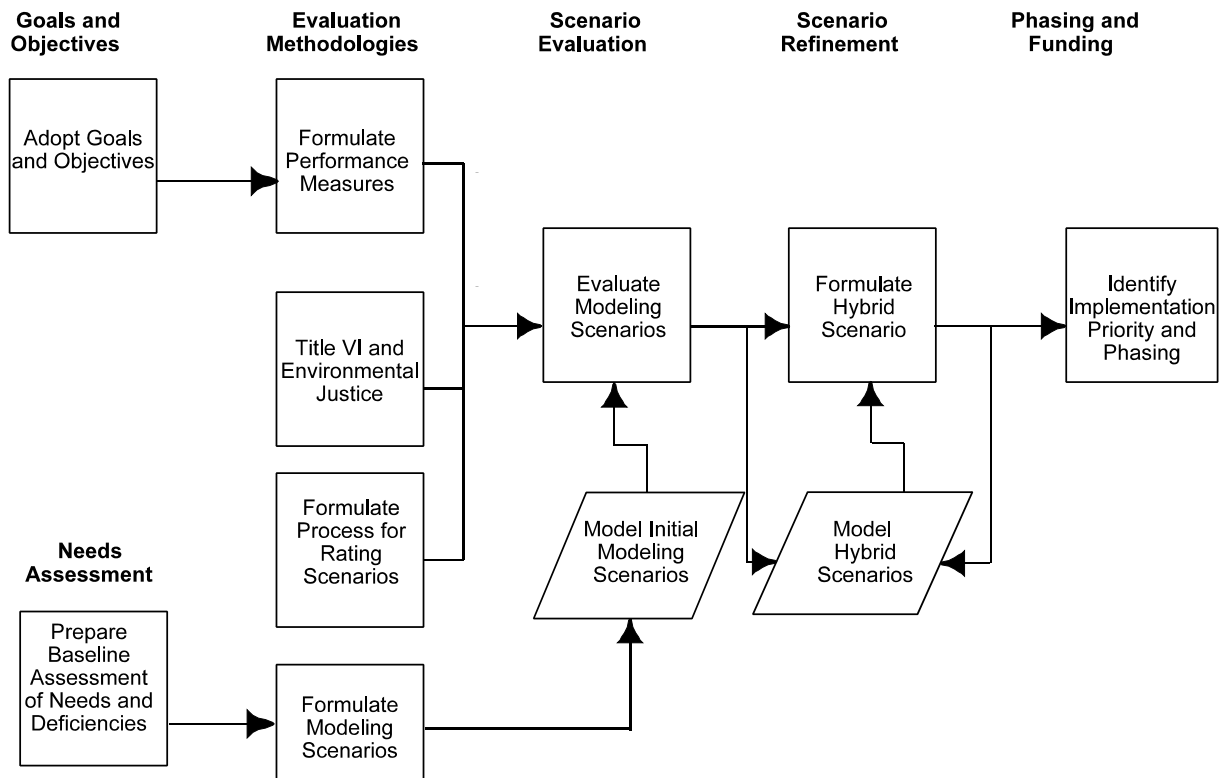 Goals and
Objectives
Evaluation
Methodologies
Scenario
Evaluation
Scenario
Refinement
Phasing and
Funding
Adopt Goals
and Objectives
Formulate
Performance
Measures
Title VI and
Environmental
Justice
Formulate
Process for
Rating
Scenarios
Evaluate
Modeling
Scenarios
Formulate
Hybrid
Scenario
Identify
Implementation
Priority and
Phasing
Model Initial
Modeling
Scenarios
Model
Hybrid
Scenarios
Needs
Assessment
Prepare
Baseline
Assessment
of Needs and
Deficiencies
Formulate
Modeling
Scenarios